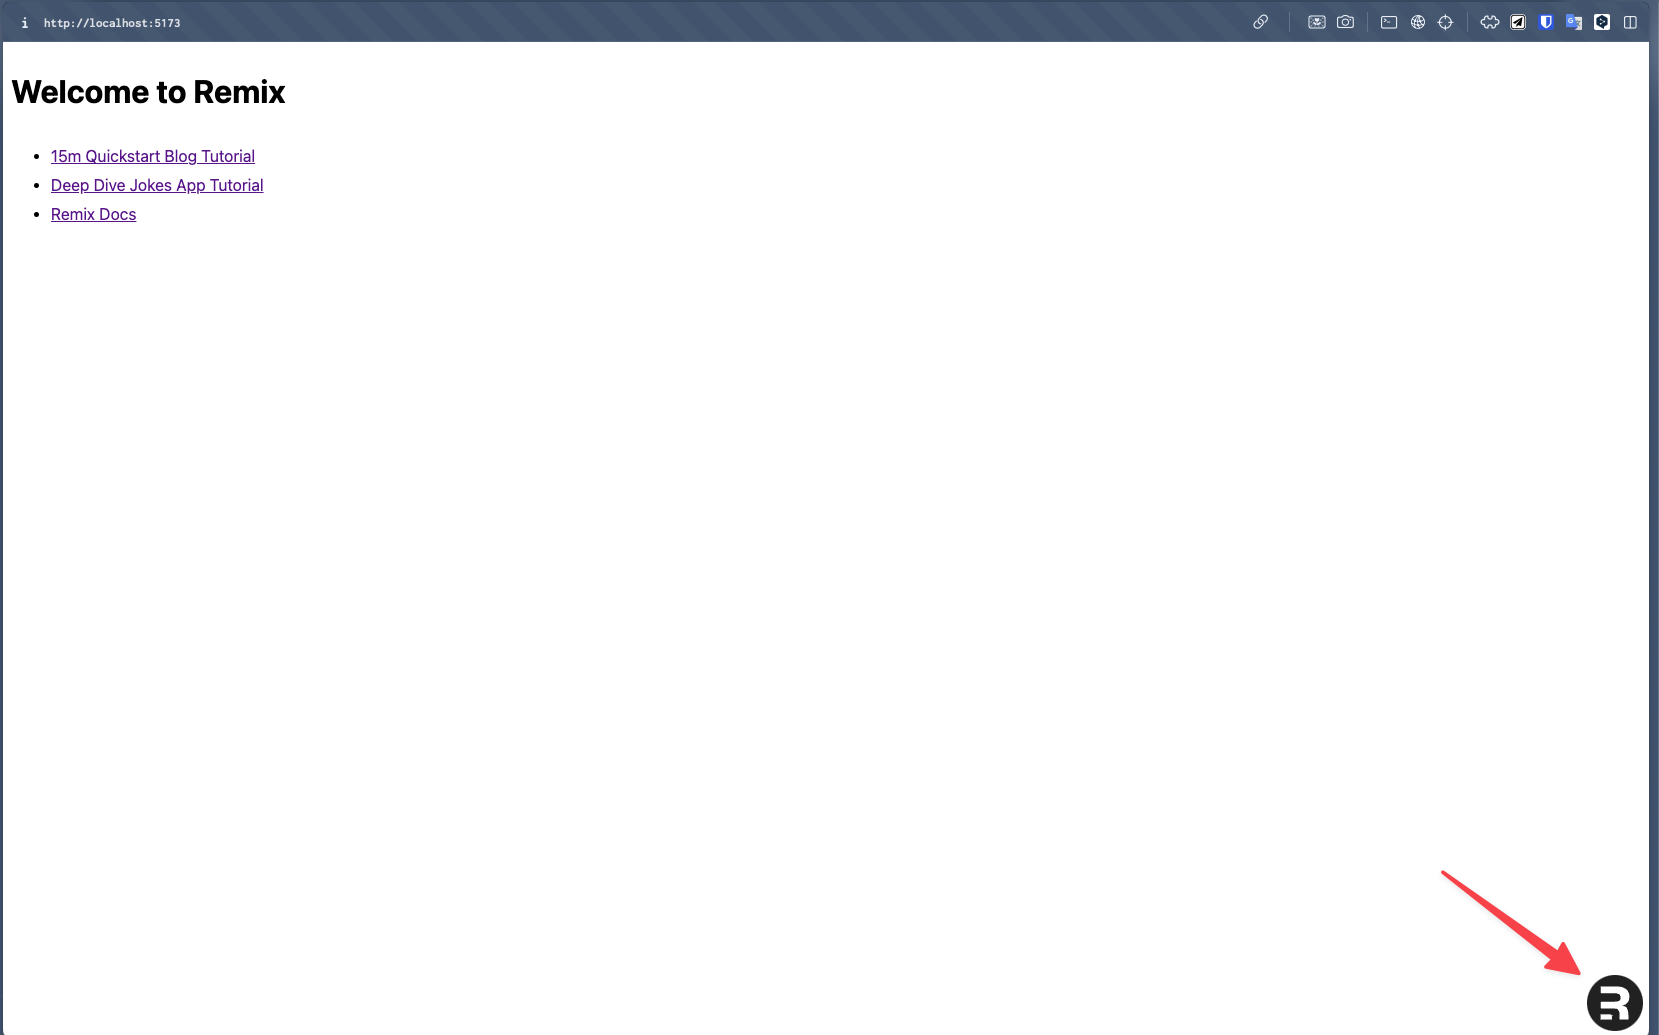 i http://localhost:5173
Welcome to Remix
15m Quickstart Blog Tutorial
Deep Dive Jokes App Tutorial
Remix Docs